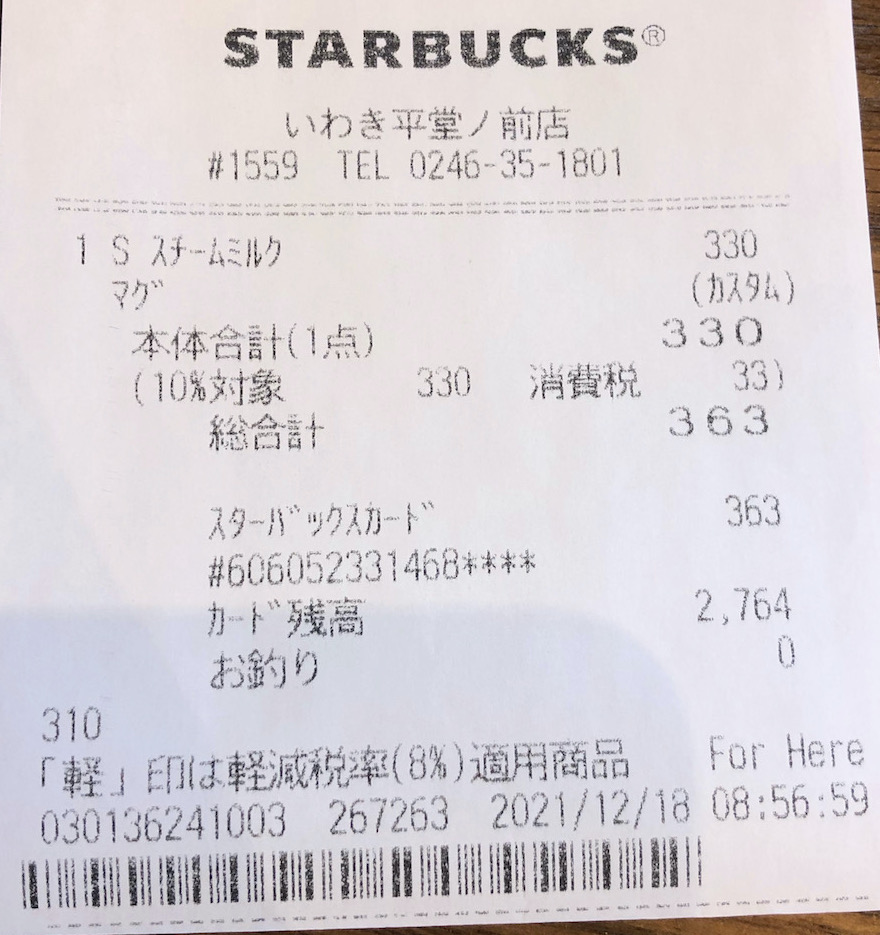 STARBUCKS®
いわき平堂ノ前店
#1559 TEL 0246-35-1801
1 S スチームミルク 330
マグ (カスタム)
本体合計(1点) 330
(10%対象 330 消費税 33)
総合計 363
スターバックスカード 363
#606052331468****
カード残高 2,764
お釣り 0
310
「軽」印は軽減税率(8%)適用商品 For Here
030136241003 267263 2021/12/18 08:56:59